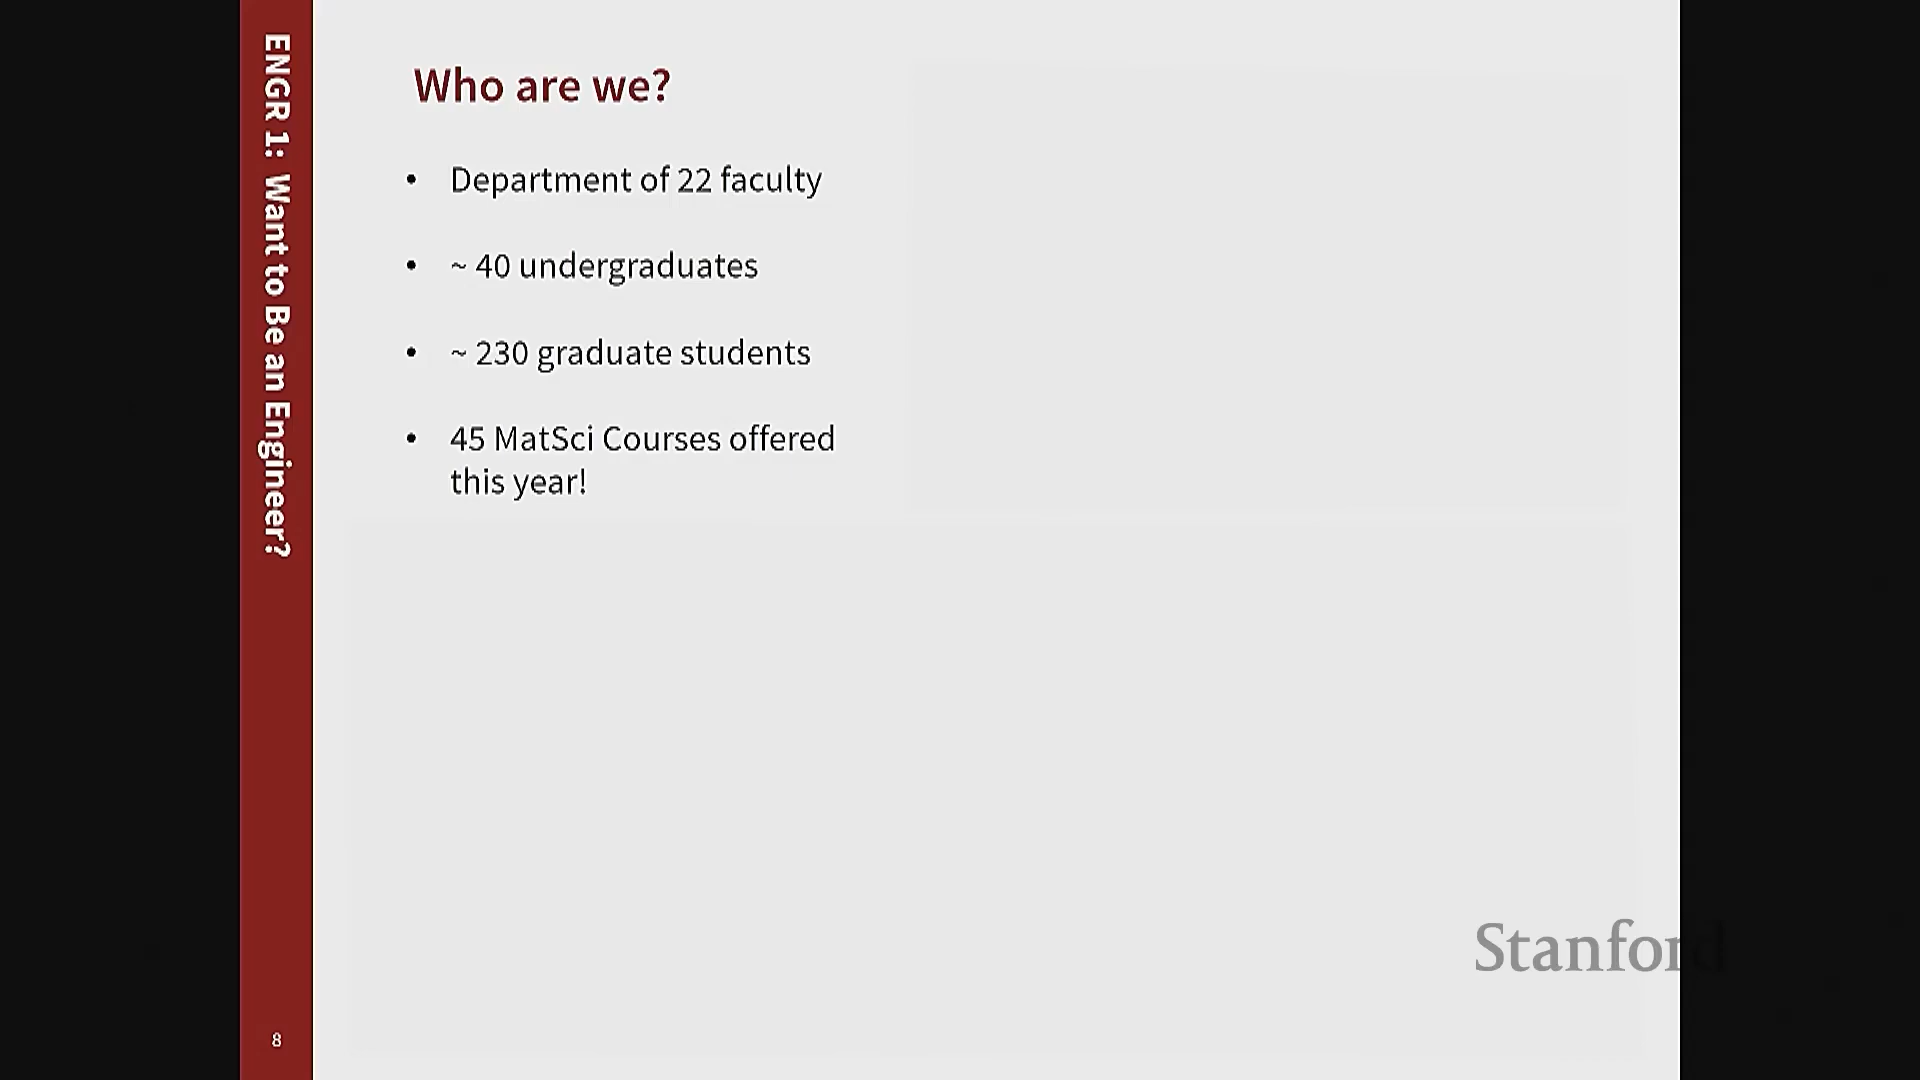 ENGR 1: Want to Be an Engineer?
Who are we?
• Department of 22 faculty
• ~ 40 undergraduates
• ~ 230 graduate students
• 45 MatSci Courses offered
this year!
Stanford
8